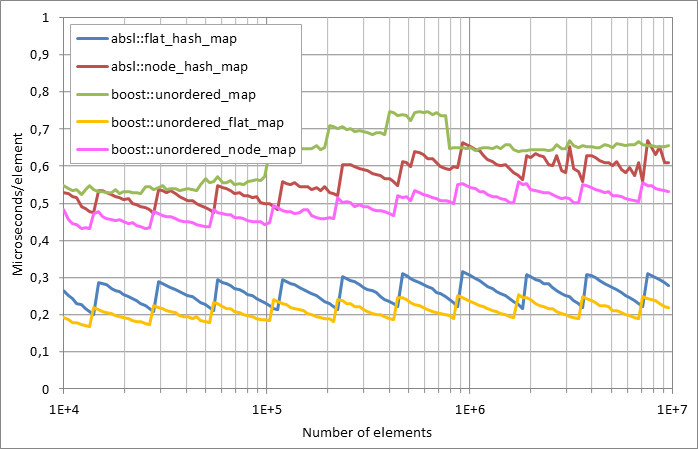 1
0,9
0,8
0,7
0,6
0,5
0,4
0,3
0,2
0,1
0
Microseconds/element
absl::flat_hash_map
absl::node_hash_map
boost::unordered_map
boost::unordered_flat_map
boost::unordered_node_map
1E+4 1E+5 1E+6 1E+7
Number of elements